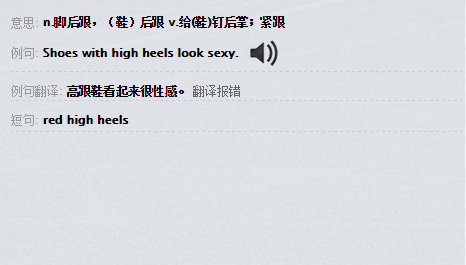 意思: n.脚后跟，（鞋）后跟 v.给(鞋)钉后掌；紧跟
例句: Shoes with high heels look sexy.
例句翻译: 高跟鞋看起来很性感。 翻译报错
短句: red high heels